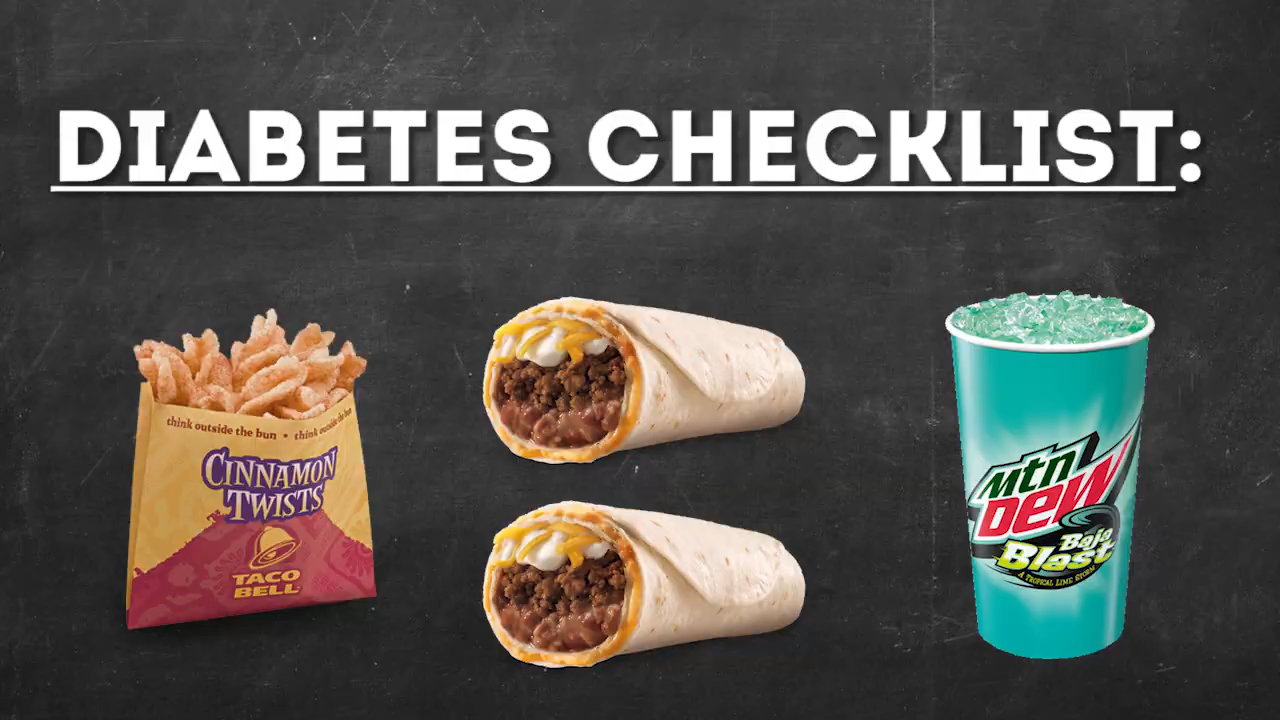 DIABETES CHECKLIST:
think outside the bun • think outside the bun
CINNAMON
TWISTS
TACO
BELL
Mtn
DEW
Baja
Blast
A TROPICAL LIME STORM